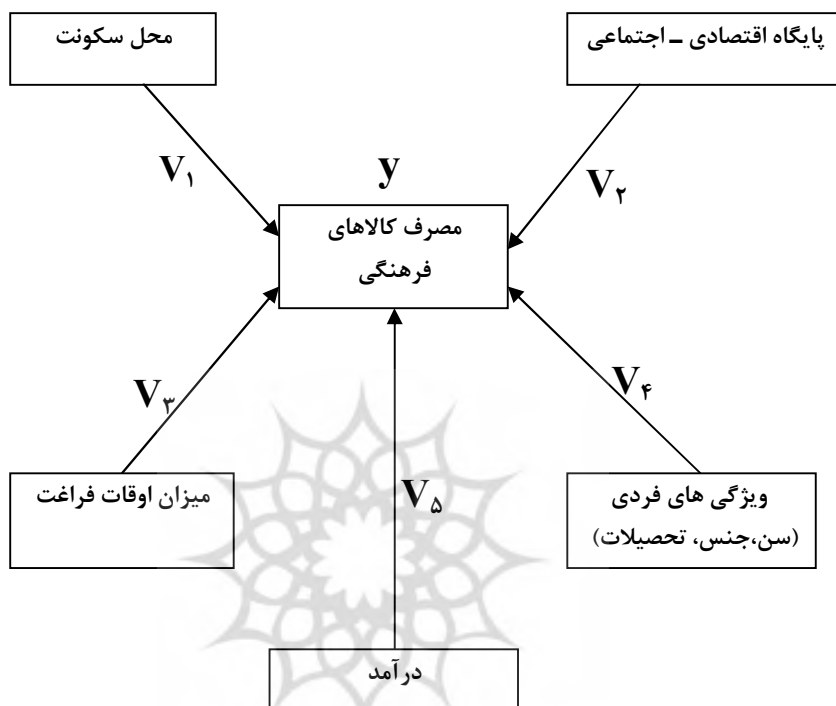 پایگاه اقتصادی ـ اجتماعی
محل سکونت
V۱
y
V۲
مصرف کالاهای
فرهنگی
V۳
V۴
ویژگی های فردی
(سن،جنس، تحصیلات)
میزان اوقات فراغت
V۵
درآمد